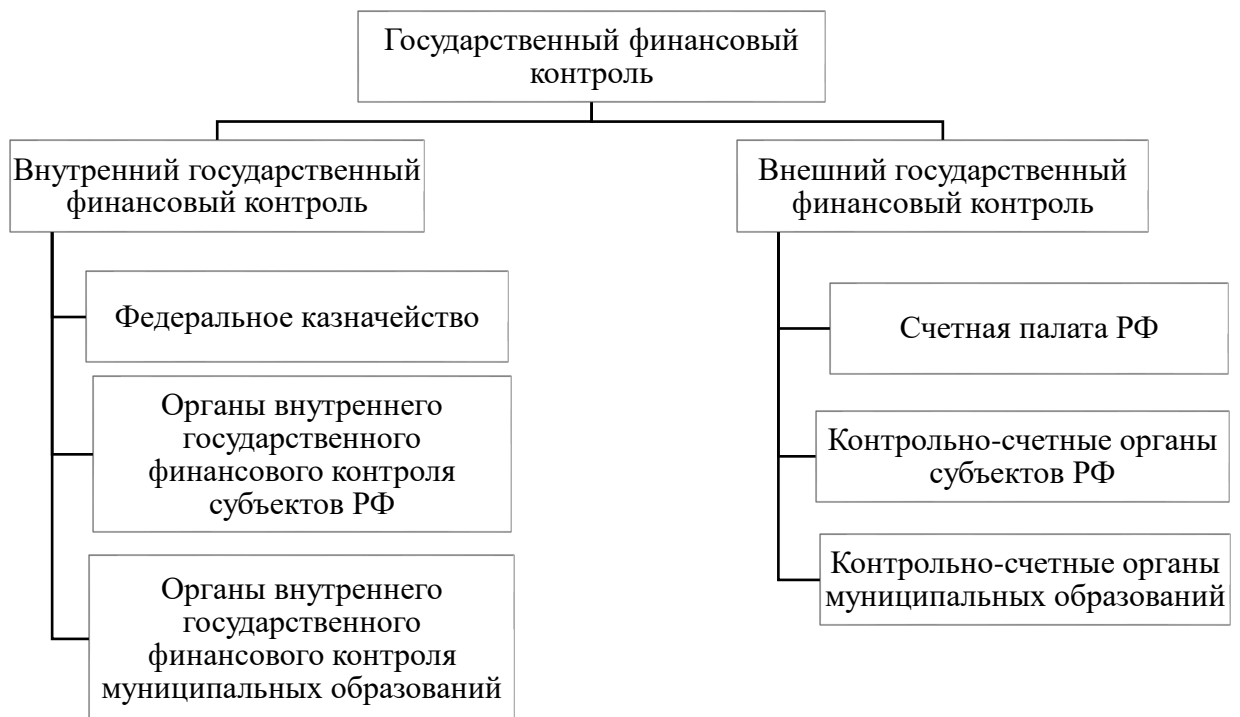 Государственный финансовый
контроль
Внутренний государственный
финансовый контроль
Федеральное казначейство
Органы внутреннего
государственного
финансового контроля
субъектов РФ
Органы внутреннего
государственного
финансового контроля
муниципальных образований
Внешний государственный
финансовый контроль
Счетная палата РФ
Контрольно-счетные органы
субъектов РФ
Контрольно-счетные органы
муниципальных образований